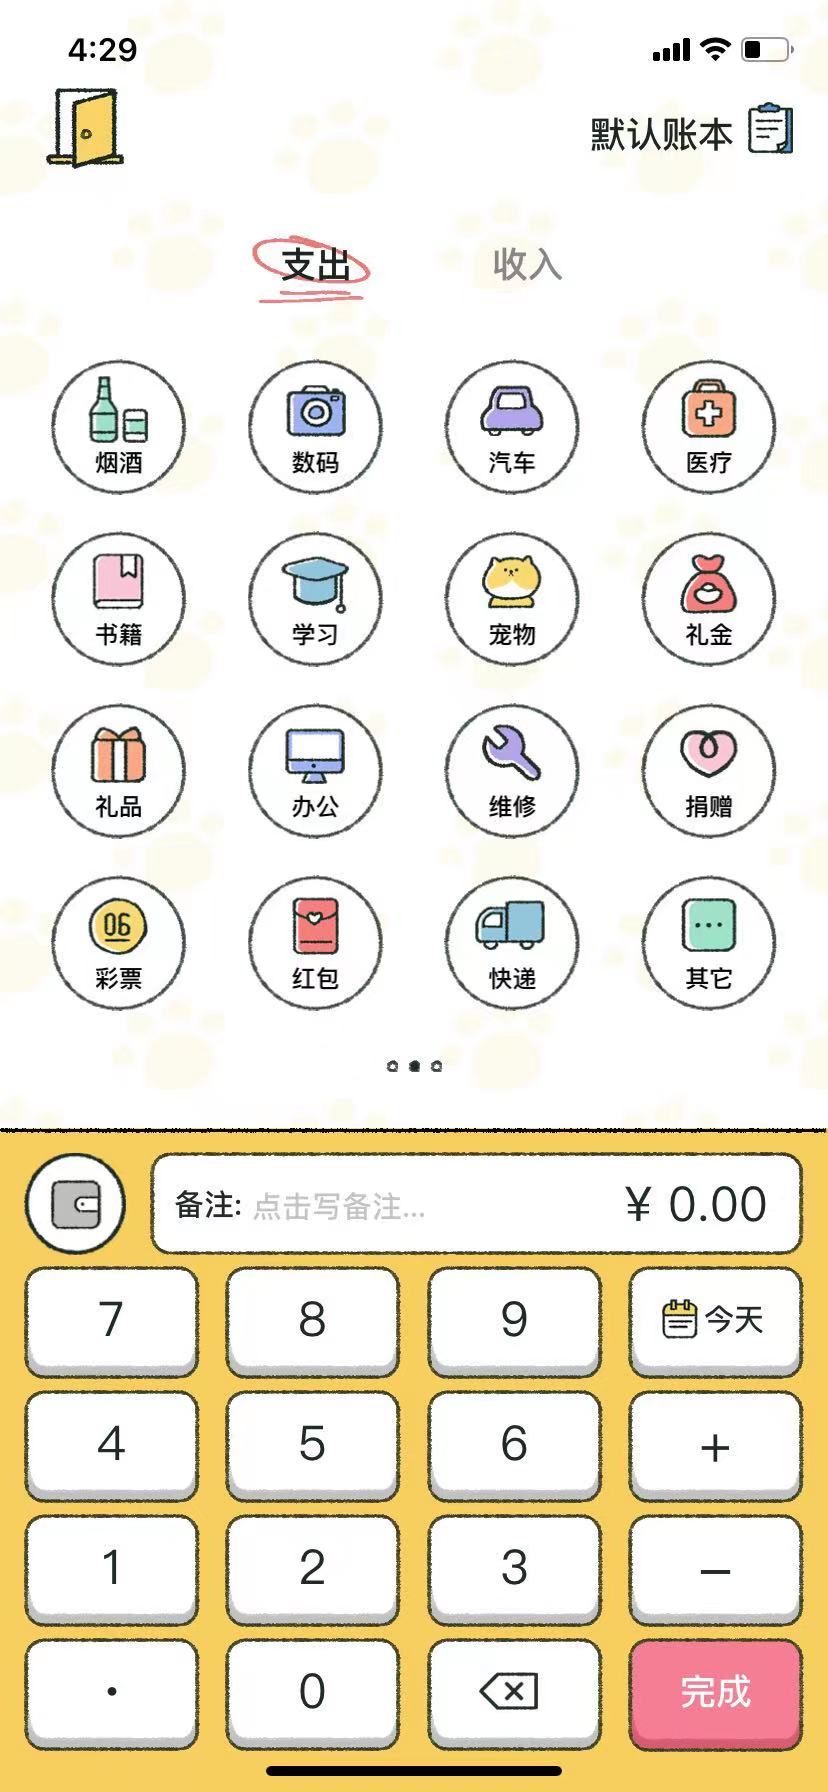 4:29
默认账本
支出 收入
烟酒 数码 汽车 医疗
书籍 学习 宠物 礼金
礼品 办公 维修 捐赠
06
彩票 红包 快递 其它
备注: 点击写备注... ¥ 0.00
7 8 9 今天
4 5 6 +
1 2 3 −
· 0 完成